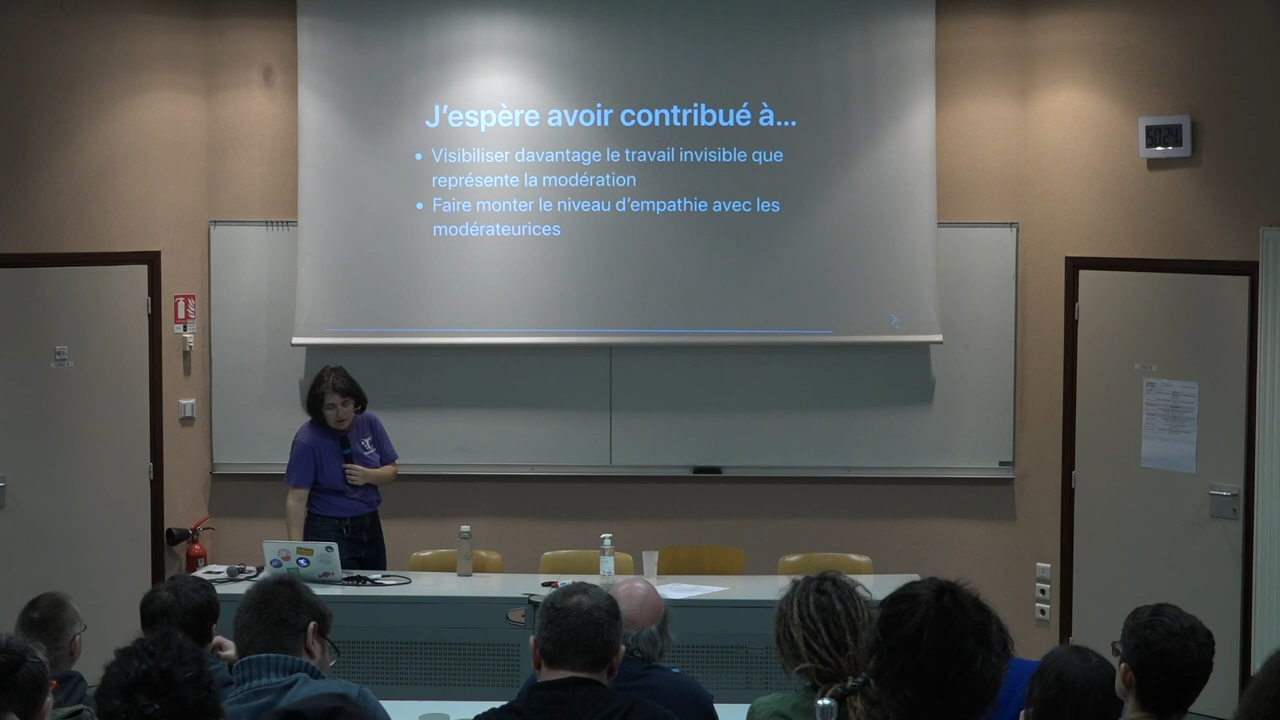 J'espère avoir contribué à...
• Visibiliser davantage le travail invisible que
représente la modération
• Faire monter le niveau d'empathie avec les
modérateurices
50:24